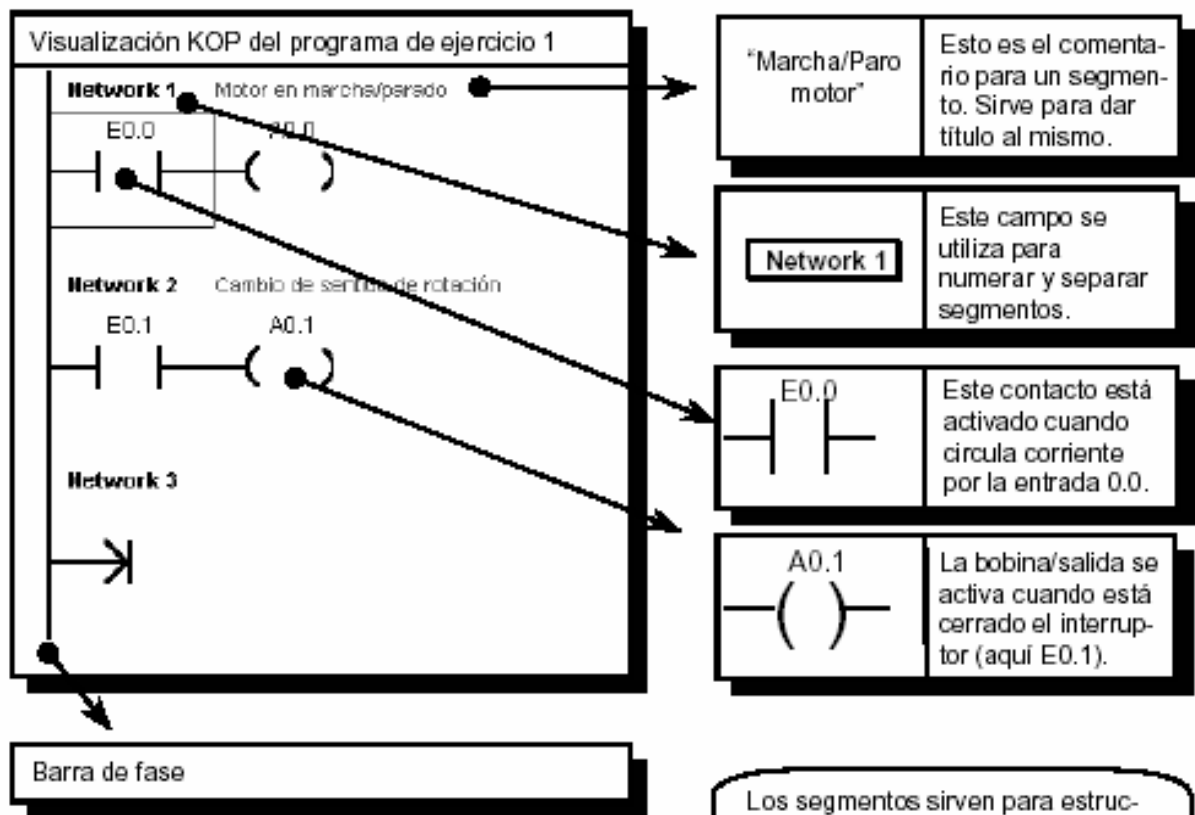 Visualización KOP del programa de ejercicio 1
Network 1 Motor en marcha/parado
E0.0
Network 2 Cambio de sentido de rotación
E0.1 A0.1
Network 3
Barra de fase
"Marcha/Paro
motor"
Esto es el comenta-
rio para un segmen-
to. Sirve para dar
título al mismo.
Network 1
Este campo se
utiliza para
numerar y separar
segmentos.
E0.0
Este contacto está
activado cuando
circula corriente
por la entrada 0.0.
A0.1
La bobina/salida se
activa cuando está
cerrado el interrup-
tor (aquí E0.1).
Los segmentos sirven para estruc-